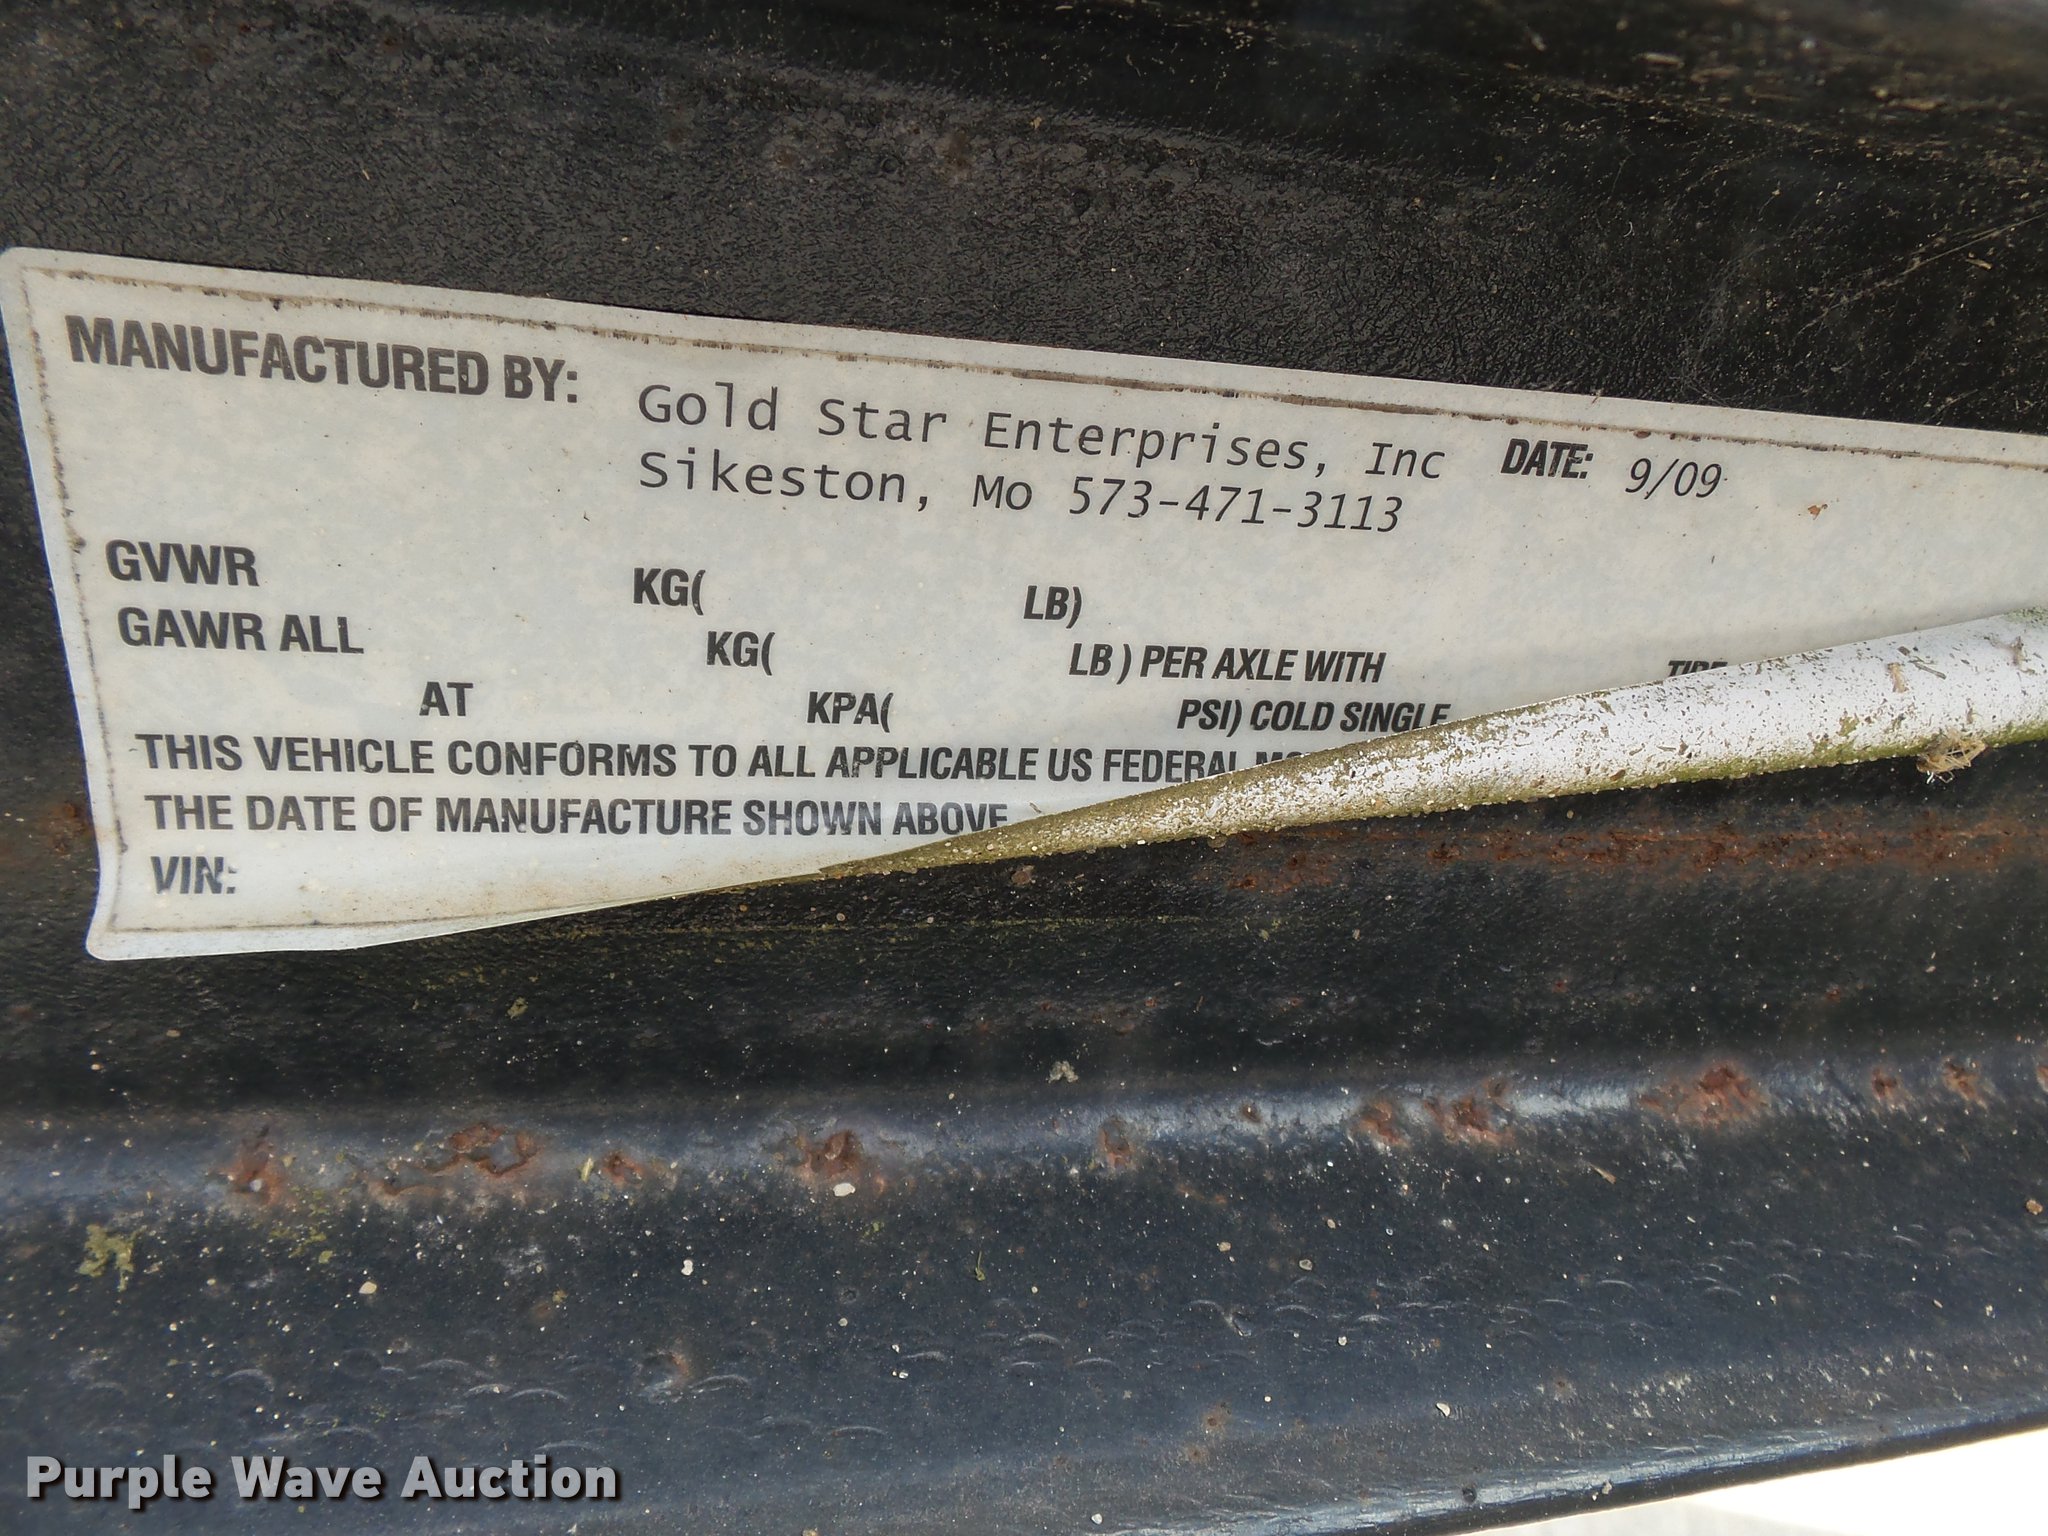 MANUFACTURED BY: Gold Star Enterprises, Inc DATE: 9/09
Sikeston, Mo 573-471-3113
GVWR KG( LB)
GAWR ALL KG( LB) PER AXLE WITH
AT KPA( PSI) COLD SINGLE
THIS VEHICLE CONFORMS TO ALL APPLICABLE US FEDERAL
THE DATE OF MANUFACTURE SHOWN ABOVE
VIN:
Purple Wave Auction